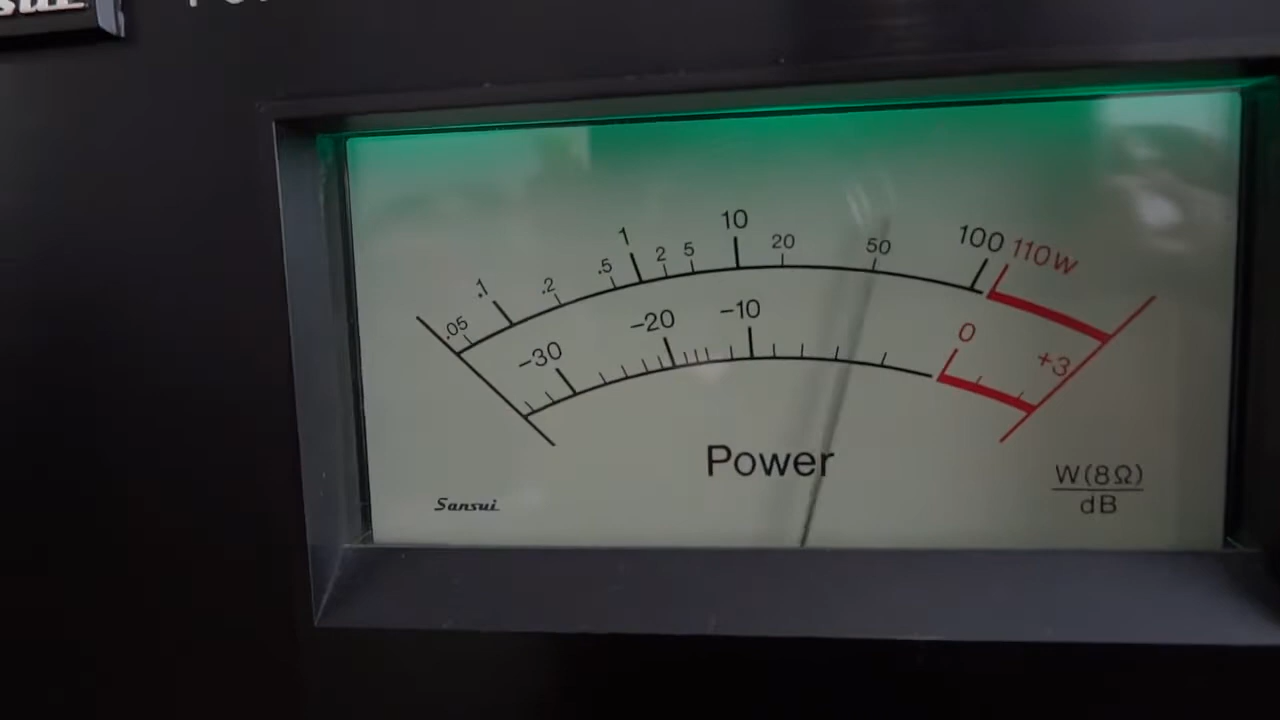 .05 .1 .2 .5 1 2 5 10 20 50 100 110W
-30 -20 -10 0 +3
Power
Sansui
W(8Ω)
dB